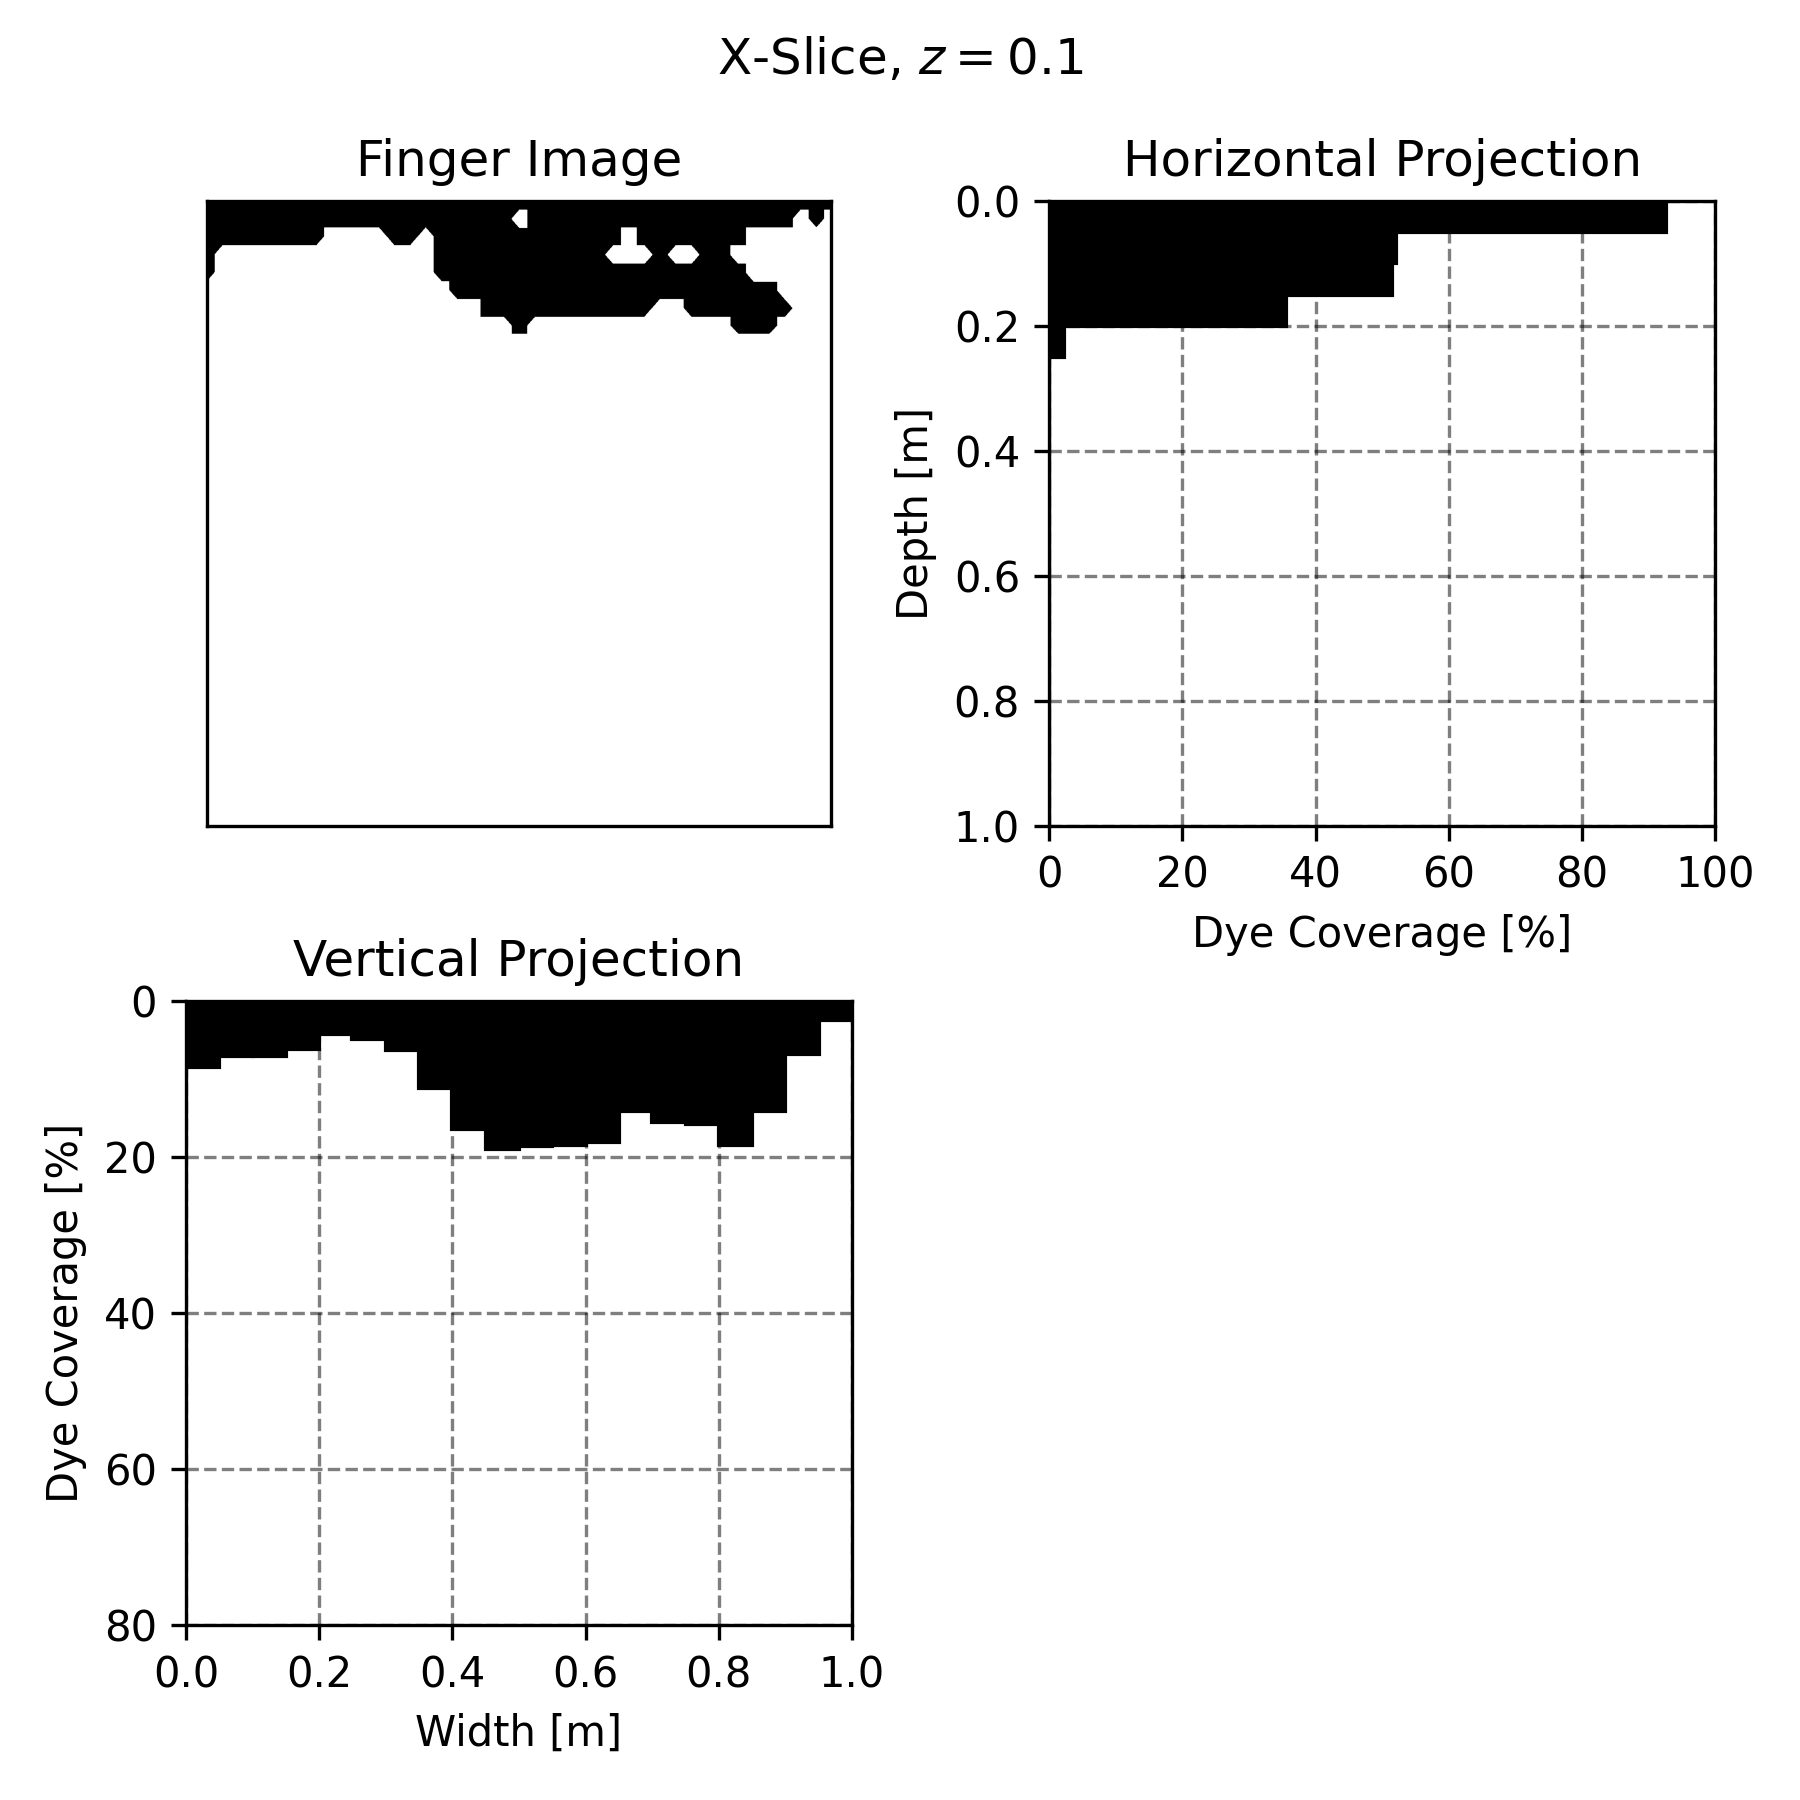 X-Slice, z = 0.1
Finger Image
Horizontal Projection
0.0
0.2
0.4
0.6
0.8
1.0
Depth [m]
0 20 40 60 80 100
Dye Coverage [%]
Vertical Projection
0
20
40
60
80
Dye Coverage [%]
0.0 0.2 0.4 0.6 0.8 1.0
Width [m]